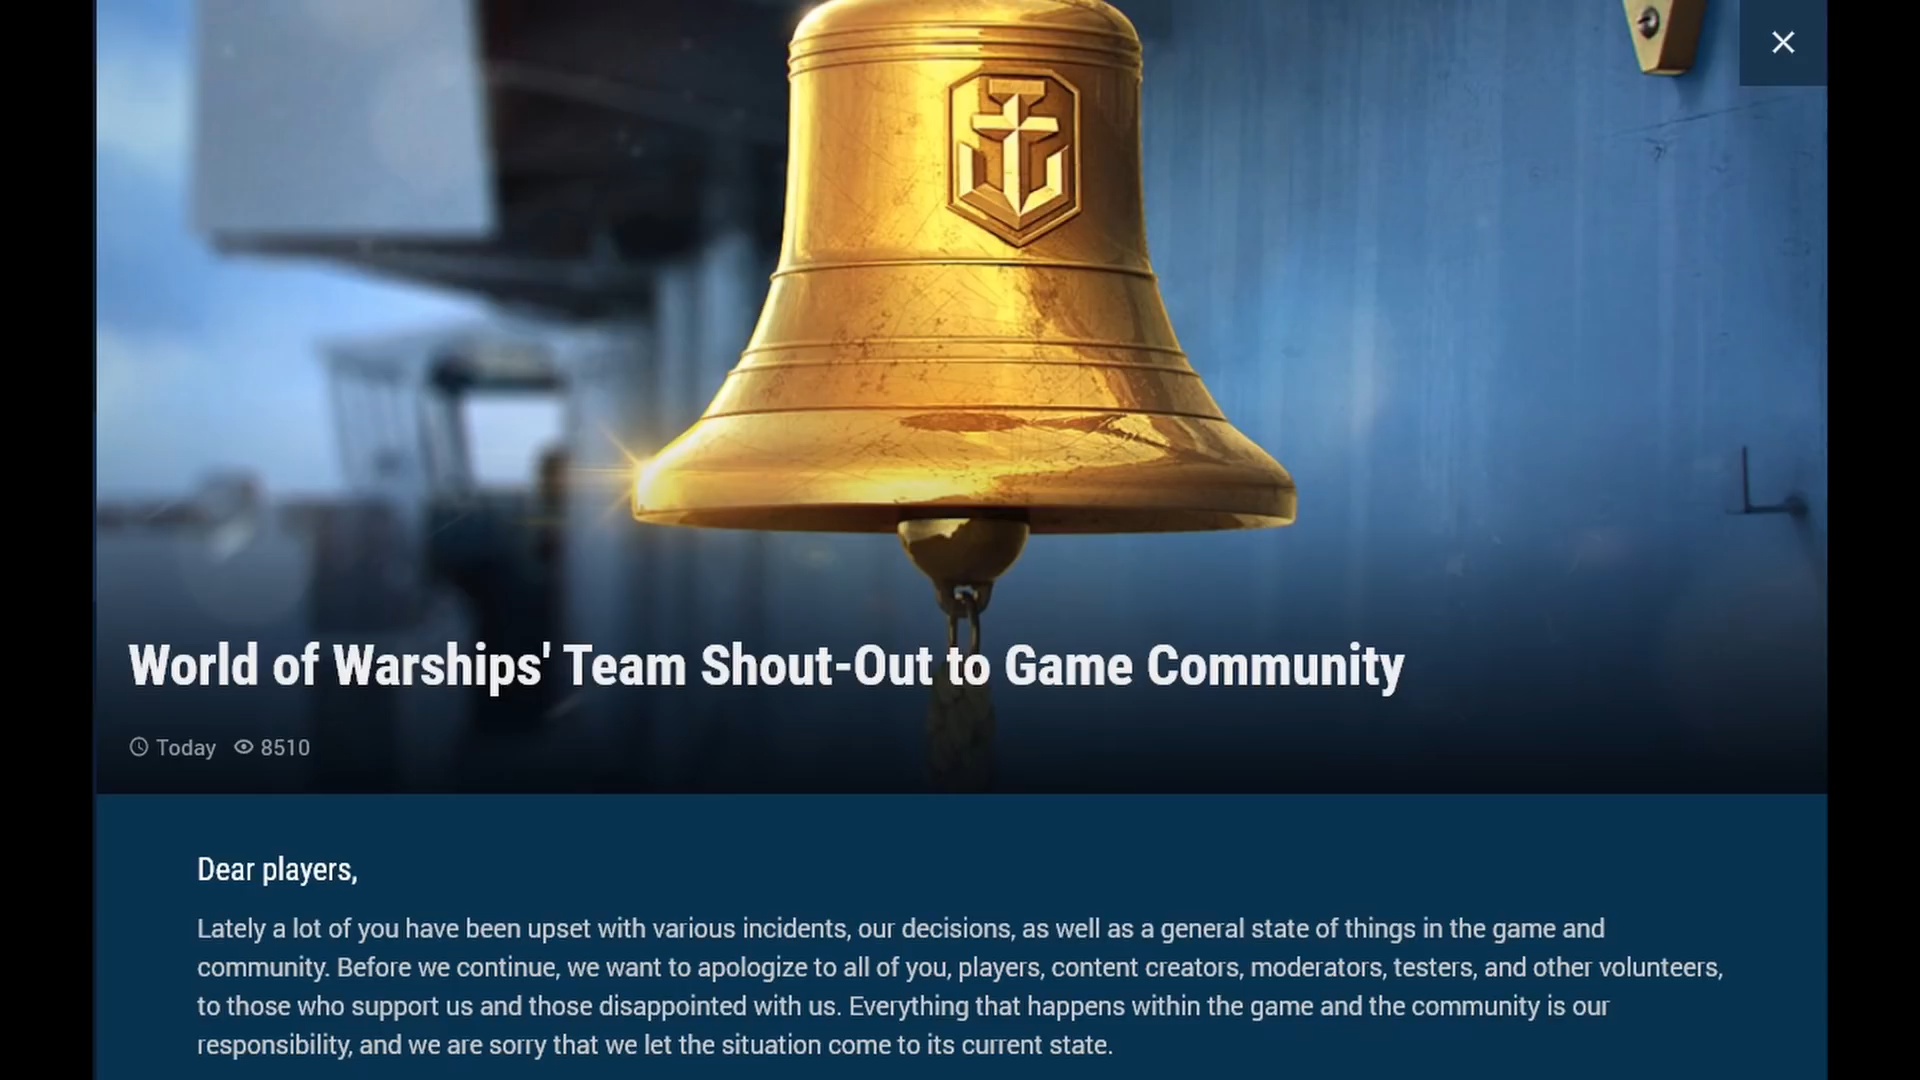 World of Warships' Team Shout-Out to Game Community
Today 8510
Dear players,
Lately a lot of you have been upset with various incidents, our decisions, as well as a general state of things in the game and
community. Before we continue, we want to apologize to all of you, players, content creators, moderators, testers, and other volunteers,
to those who support us and those disappointed with us. Everything that happens within the game and the community is our
responsibility, and we are sorry that we let the situation come to its current state.